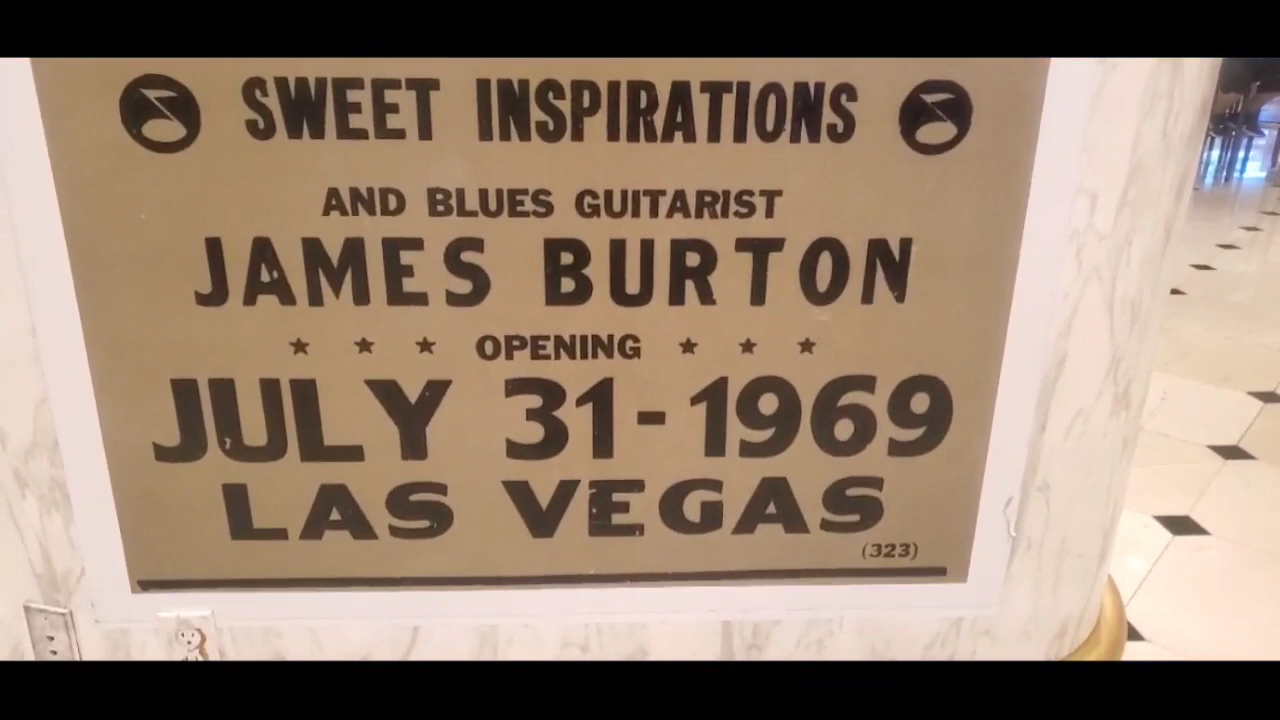 SWEET INSPIRATIONS
AND BLUES GUITARIST
JAMES BURTON
★ ★ ★ OPENING ★ ★ ★
JULY 31-1969
LAS VEGAS
(323)